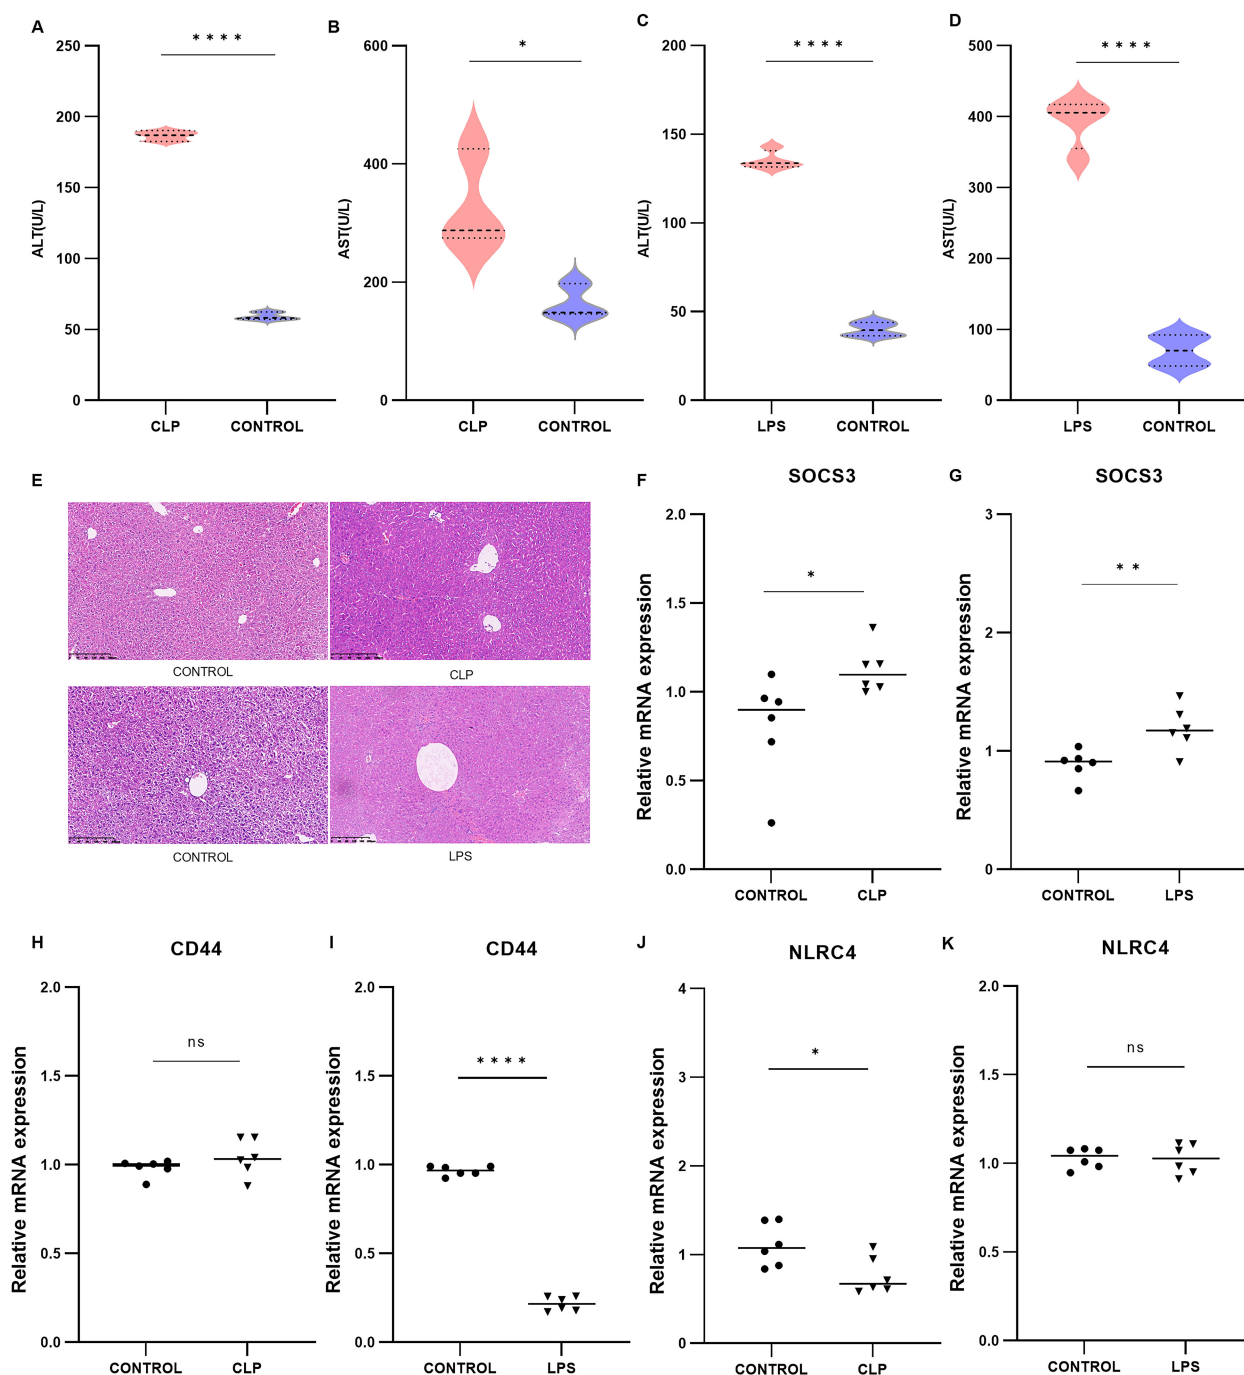 A
B
C
D
* * * *
*
* * * *
* * * *
250
200
150
100
50
0
ALT(U/L)
CLP
CONTROL
600
400
200
0
AST(U/L)
CLP
CONTROL
200
150
100
50
0
ALT(U/L)
LPS
CONTROL
500
400
300
200
100
0
AST(U/L)
LPS
CONTROL
E
CONTROL
CLP
CONTROL
LPS
F
SOCS3
*
2.0
1.5
1.0
0.5
0.0
Relative mRNA expression
CONTROL
CLP
G
SOCS3
* *
3
2
1
0
Relative mRNA expression
CONTROL
LPS
H
CD44
ns
2.0
1.5
1.0
0.5
0.0
Relative mRNA expression
CONTROL
CLP
I
CD44
* * * *
2.0
1.5
1.0
0.5
0.0
Relative mRNA expression
CONTROL
LPS
J
NLRC4
*
4
3
2
1
0
Relative mRNA expression
CONTROL
CLP
K
NLRC4
ns
2.0
1.5
1.0
0.5
0.0
Relative mRNA expression
CONTROL
LPS